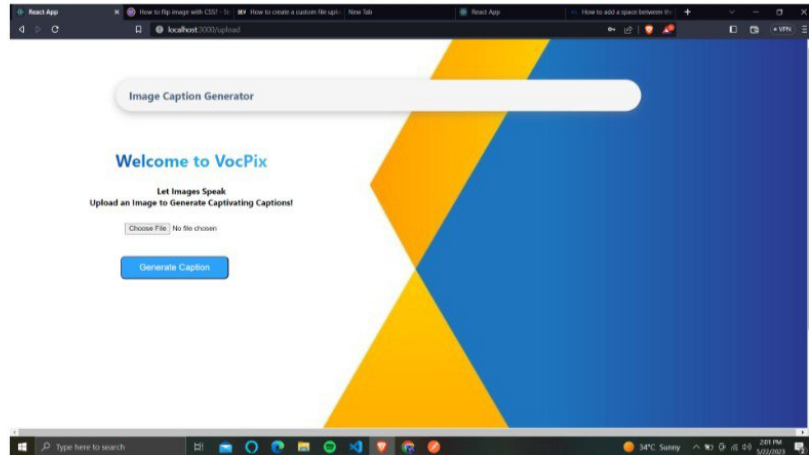 React App
How to flip image with CSS? - St
How to create a custom file uplo
New Tab
React App
How to add a space between th
localhost:3000/upload
VPN
Image Caption Generator
Welcome to VocPix
Let Images Speak
Upload an Image to Generate Captivating Captions!
Choose File No file chosen
Generate Caption
Type here to search
34°C Sunny
2:01 PM
5/22/2023